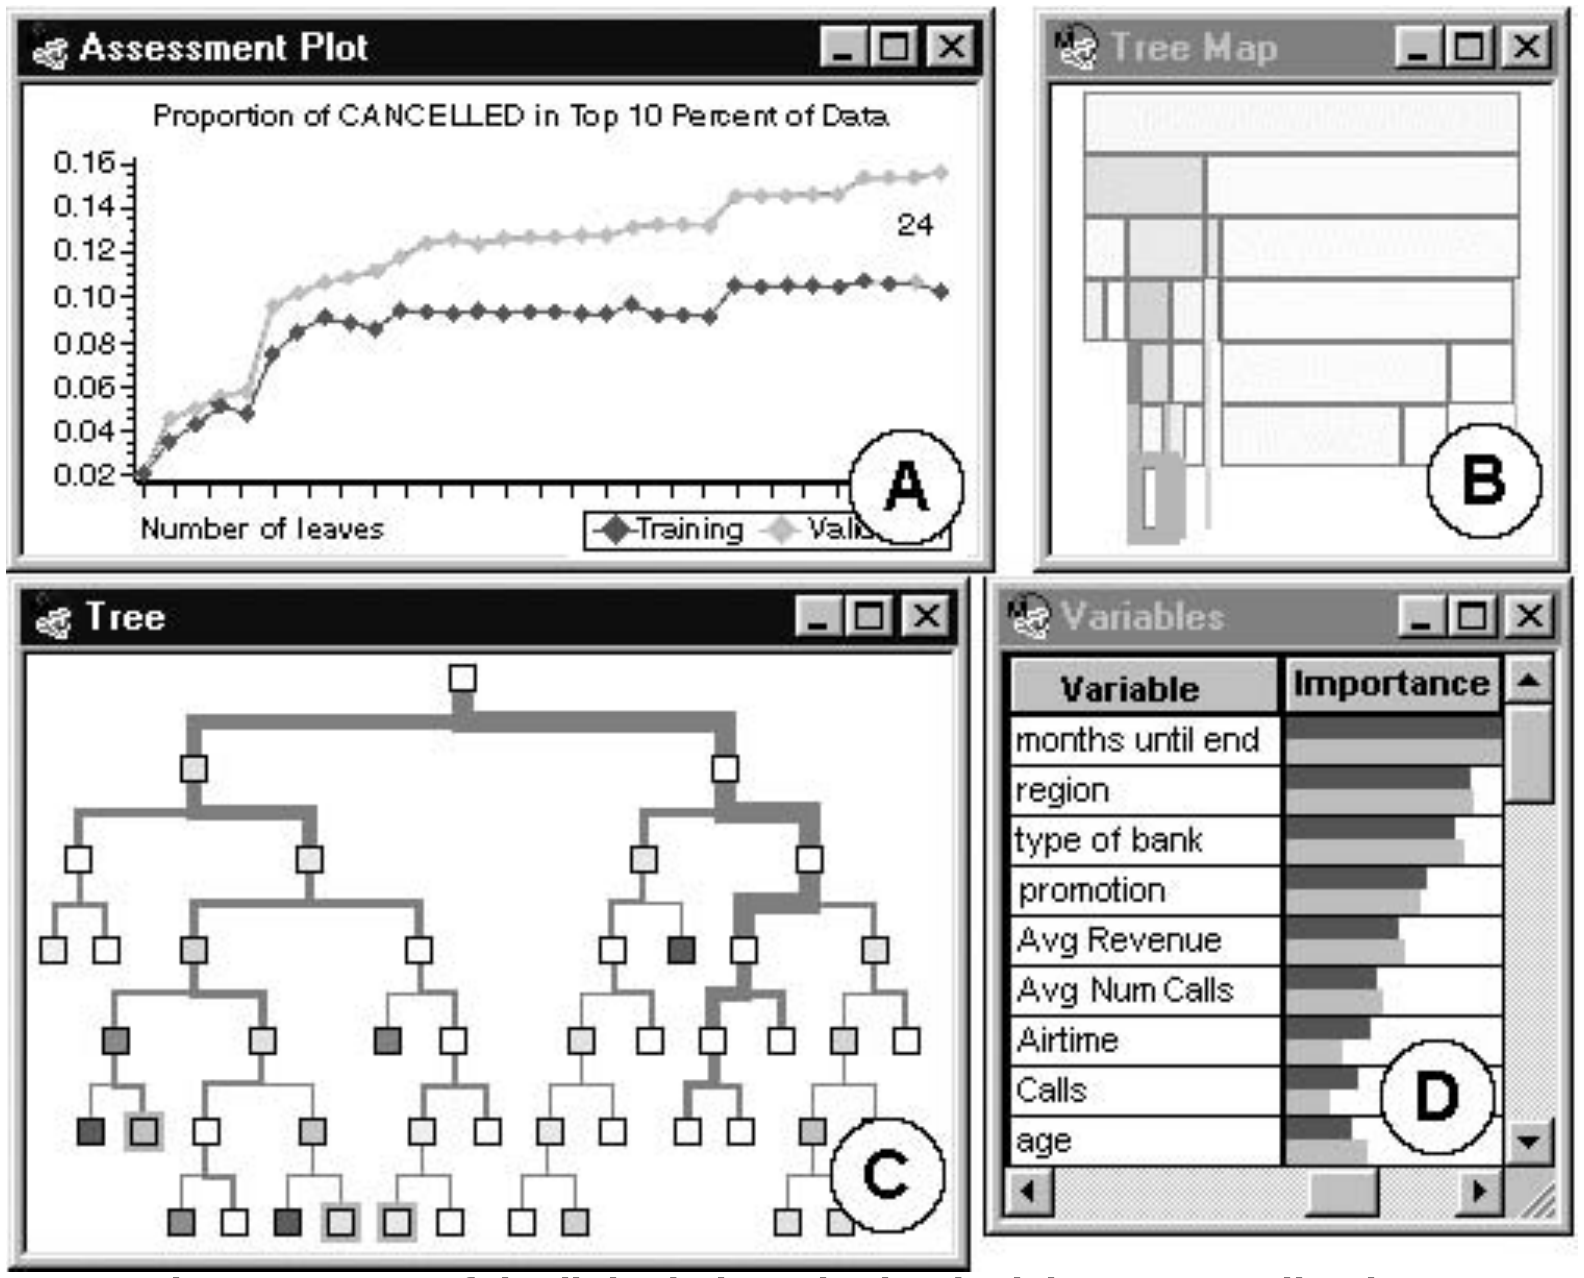 Assessment Plot
Proportion of CANCELLED in Top 10 Percent of Data
0.16
0.14
0.12
0.10
0.08
0.06
0.04
0.02
24
Number of leaves
Training
A
Tree Map
B
Tree
C
Variables
Variable Importance
months until end
region
type of bank
promotion
Avg Revenue
Avg Num Calls
Airtime
Calls
age
D